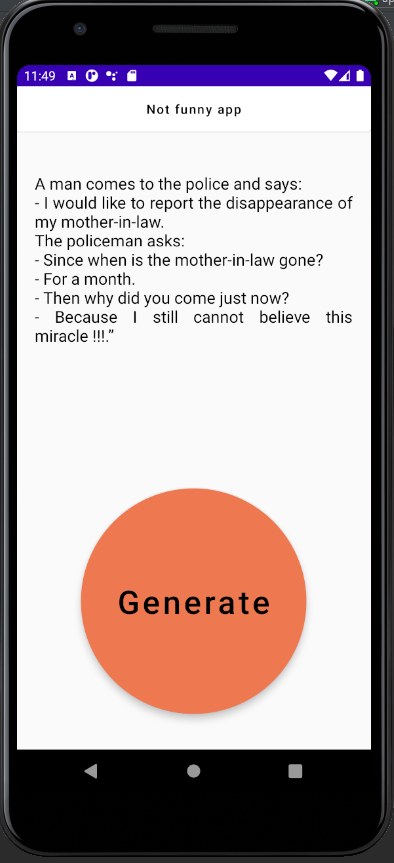 11:49
Not funny app
A man comes to the police and says:
- I would like to report the disappearance of
my mother-in-law.
The policeman asks:
- Since when is the mother-in-law gone?
- For a month.
- Then why did you come just now?
- Because I still cannot believe this
miracle !!!.”
Generate